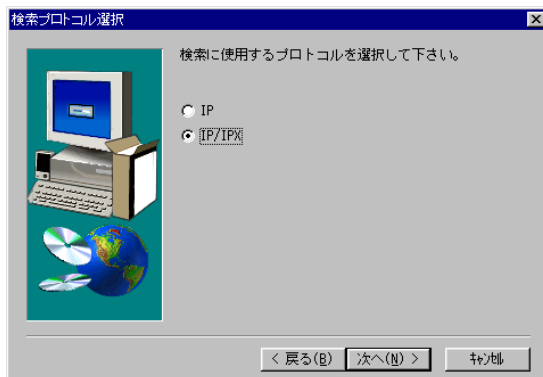 検索プロトコル選択
検索に使用するプロトコルを選択して下さい。
IP
IP/IPX
< 戻る(B)
次へ(N) >
ｷｬﾝｾﾙ